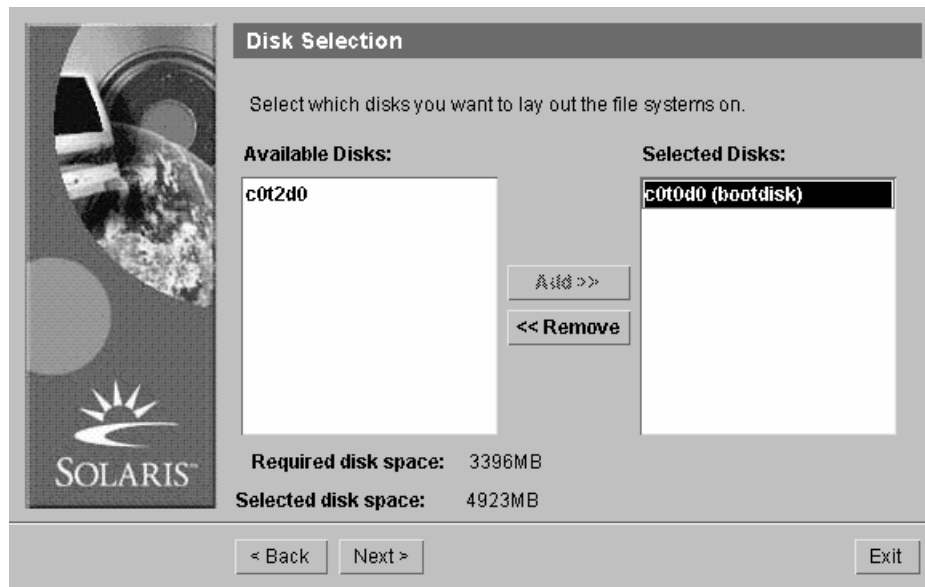 Disk Selection
Select which disks you want to lay out the file systems on.
Available Disks:
Selected Disks:
c0t2d0
c0t0d0 (bootdisk)
Add >>
<< Remove
SOLARIS™
Required disk space: 3396MB
Selected disk space: 4923MB
< Back
Next >
Exit